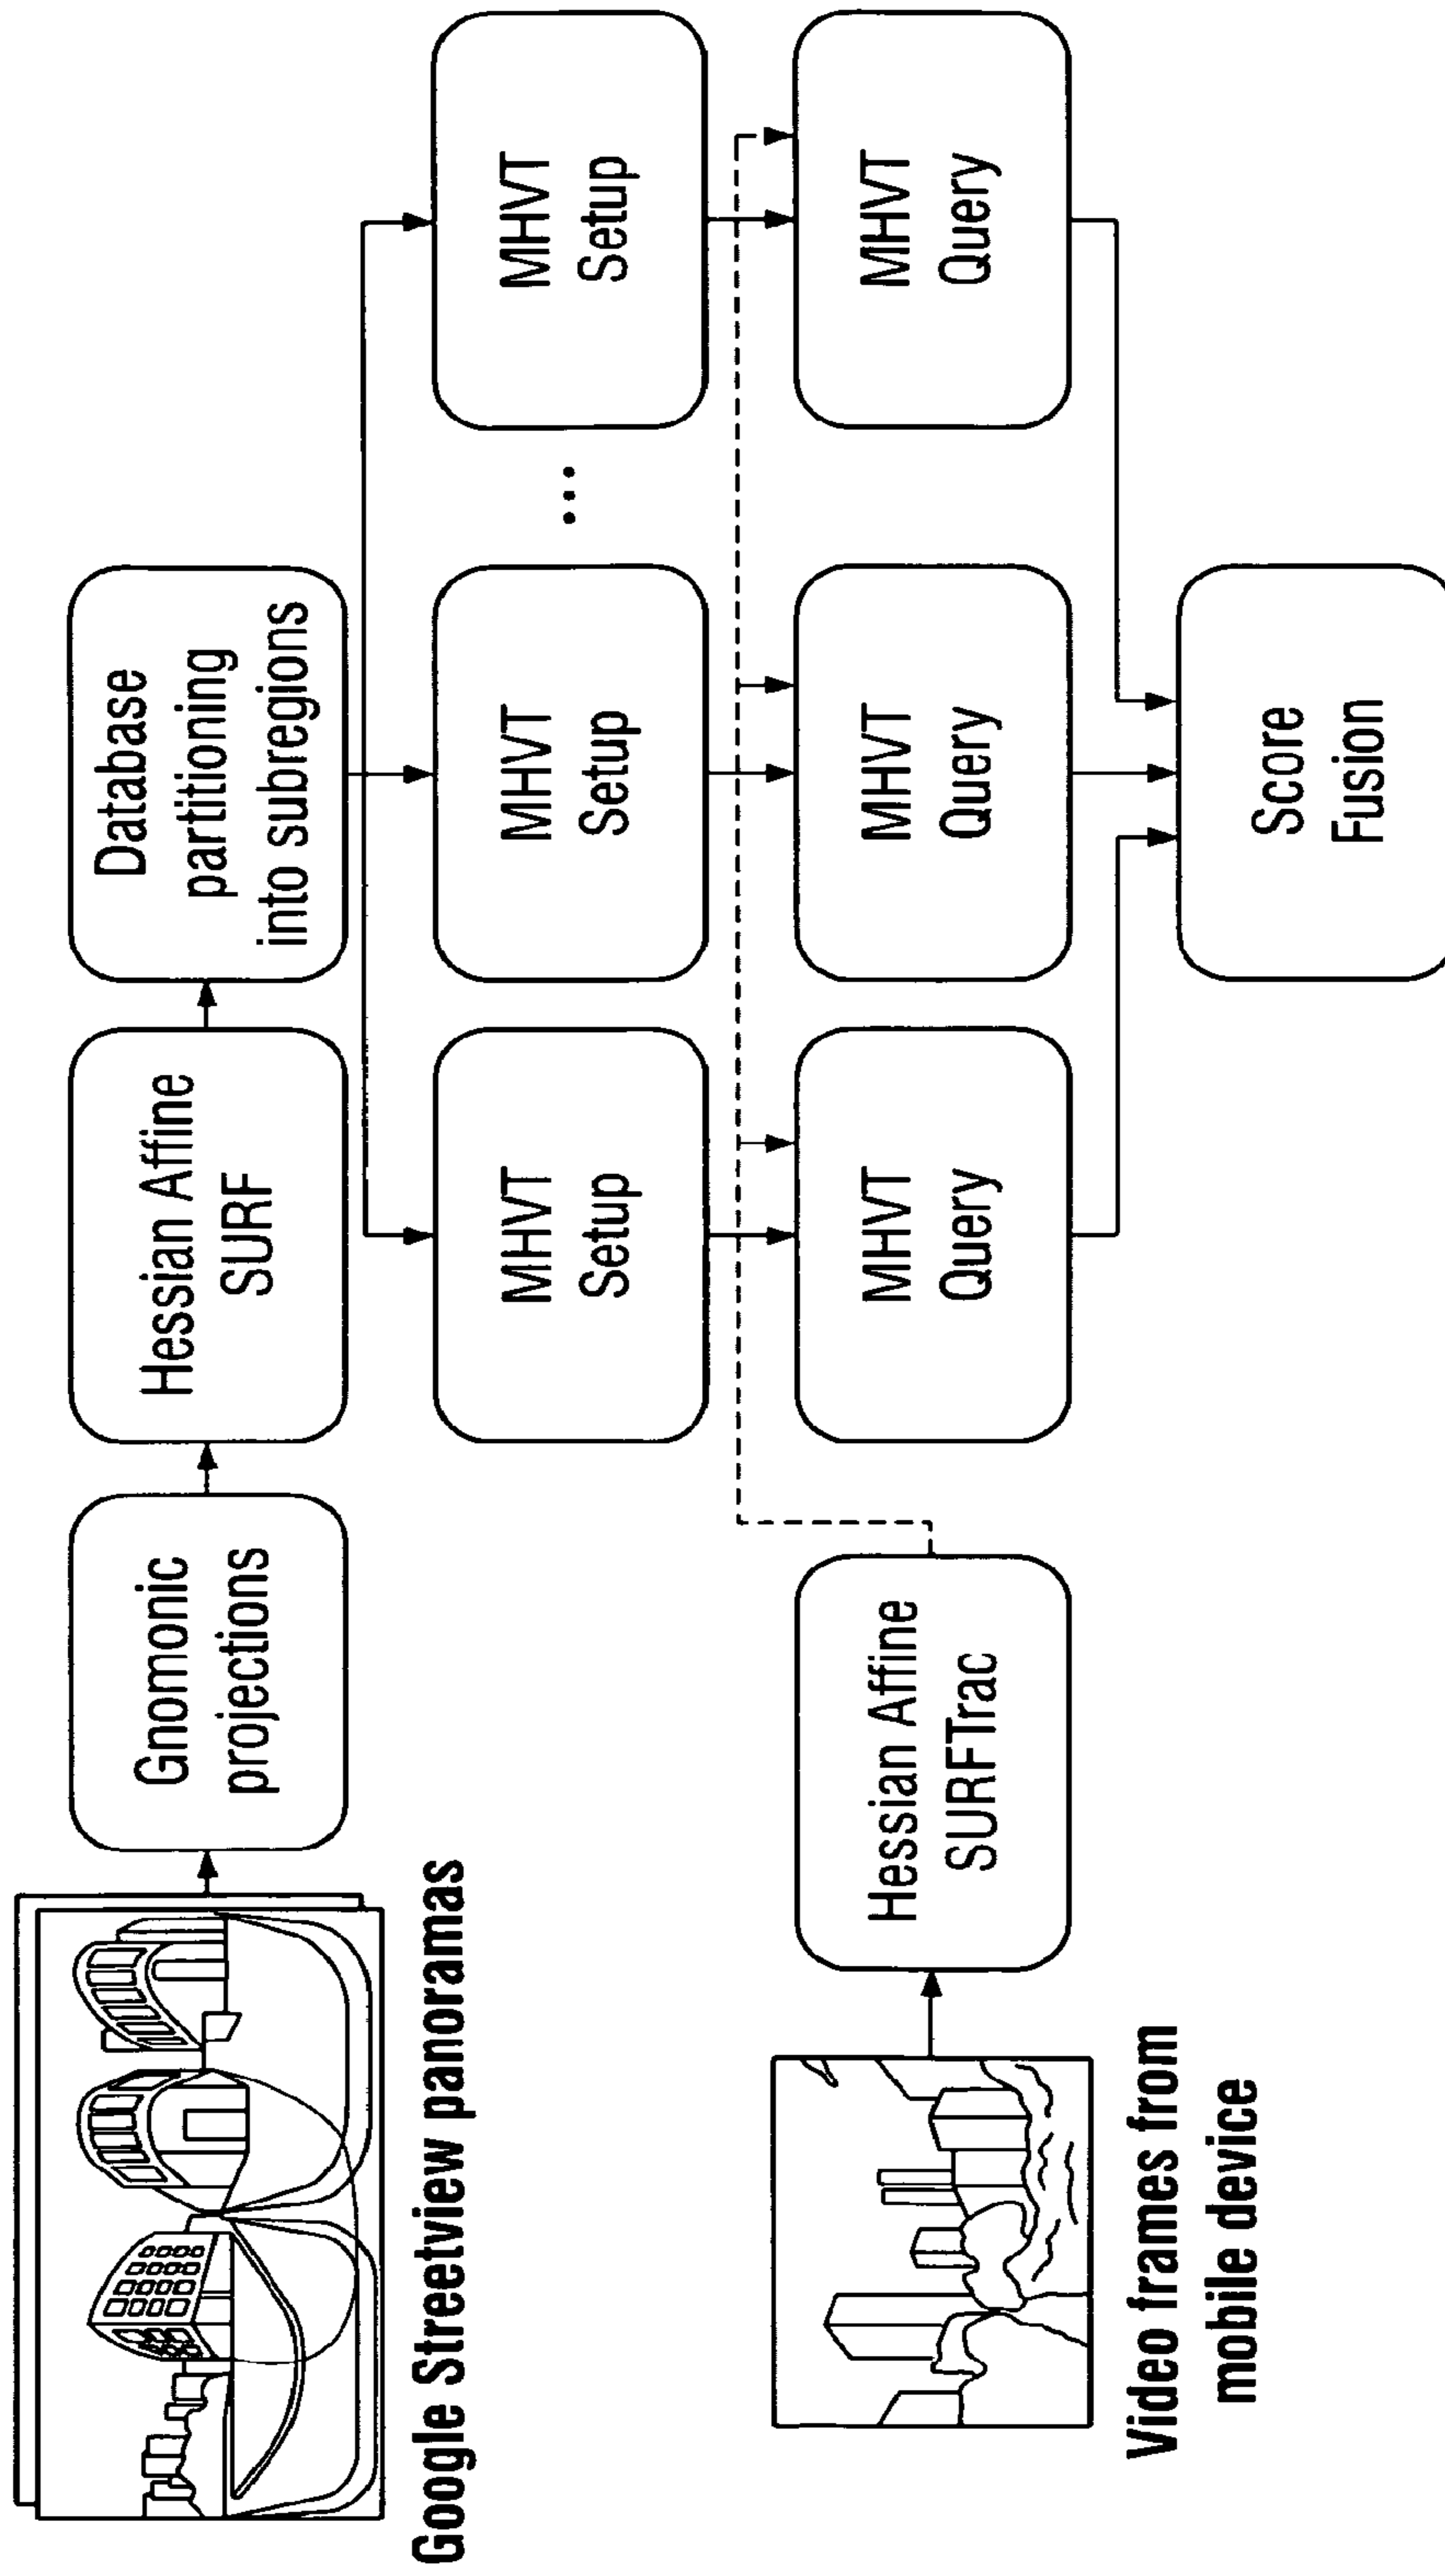 Google Streetview panoramas
Gnomonic
projections
Hessian Affine
SURF
Database
partitioning
into subregions
MHVT
Setup
MHVT
Setup
...
MHVT
Setup
Video frames from
mobile device
Hessian Affine
SURFTrac
MHVT
Query
MHVT
Query
MHVT
Query
Score
Fusion